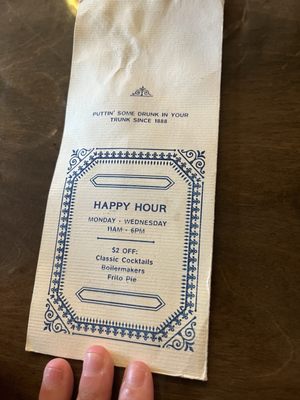 PUTTIN' SOME DRUNK IN YOUR
TRUNK SINCE 1888
HAPPY HOUR
MONDAY - WEDNESDAY
11AM - 6PM
$2 OFF:
Classic Cocktails
Boilermakers
Frito Pie